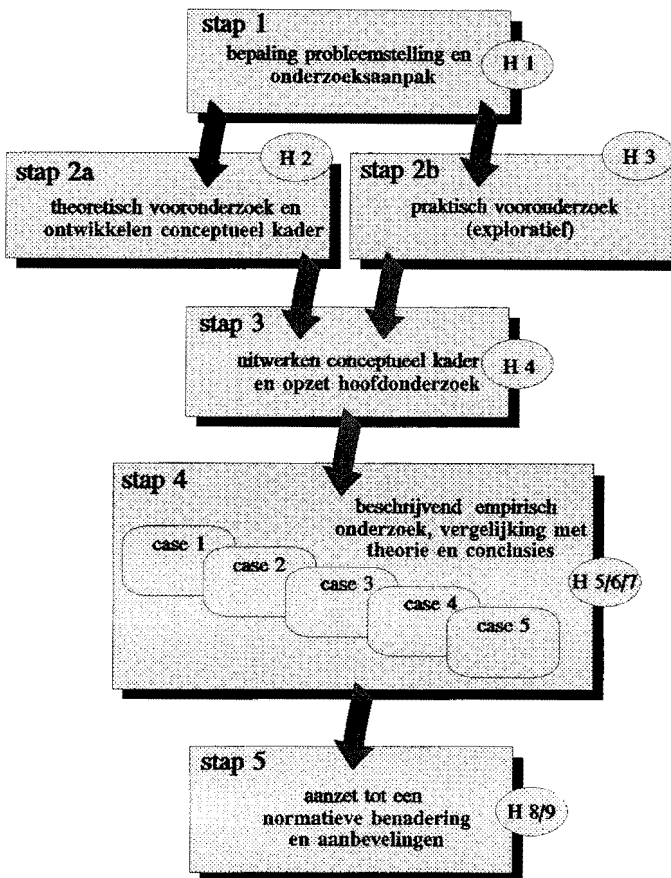 stap 1
bepaling probleemstelling en
onderzoeksaanpak
H 1
stap 2a
H 2
theoretisch vooronderzoek en
ontwikkelen conceptueel kader
stap 2b
H 3
praktisch vooronderzoek
(exploratief)
stap 3
uitwerken conceptueel kader
en opzet hoofdonderzoek
H 4
stap 4
beschrijvend empirisch
onderzoek, vergelijking met
theorie en conclusies
case 1
case 2
case 3
case 4
case 5
H 5/6/7
stap 5
aanzet tot een
normatieve benadering
en aanbevelingen
H 8/9